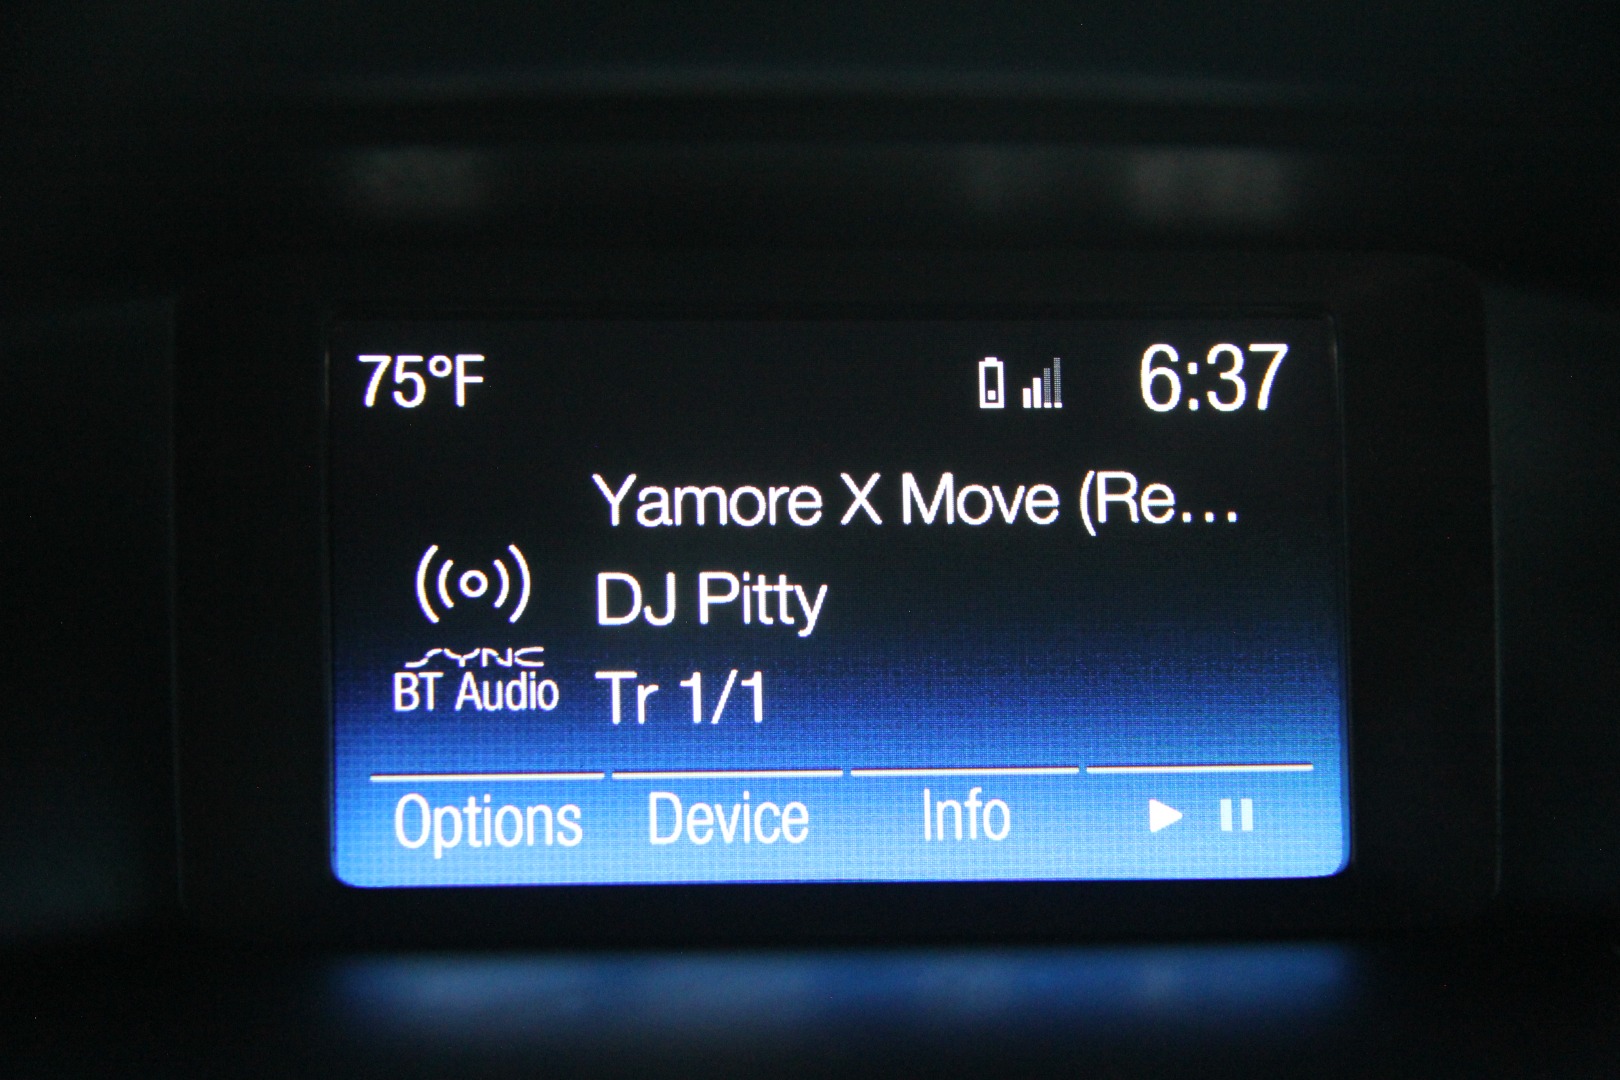 75°F 6:37
Yamore X Move (Re...
DJ Pitty
SYNC
BT Audio
Tr 1/1
Options Device Info